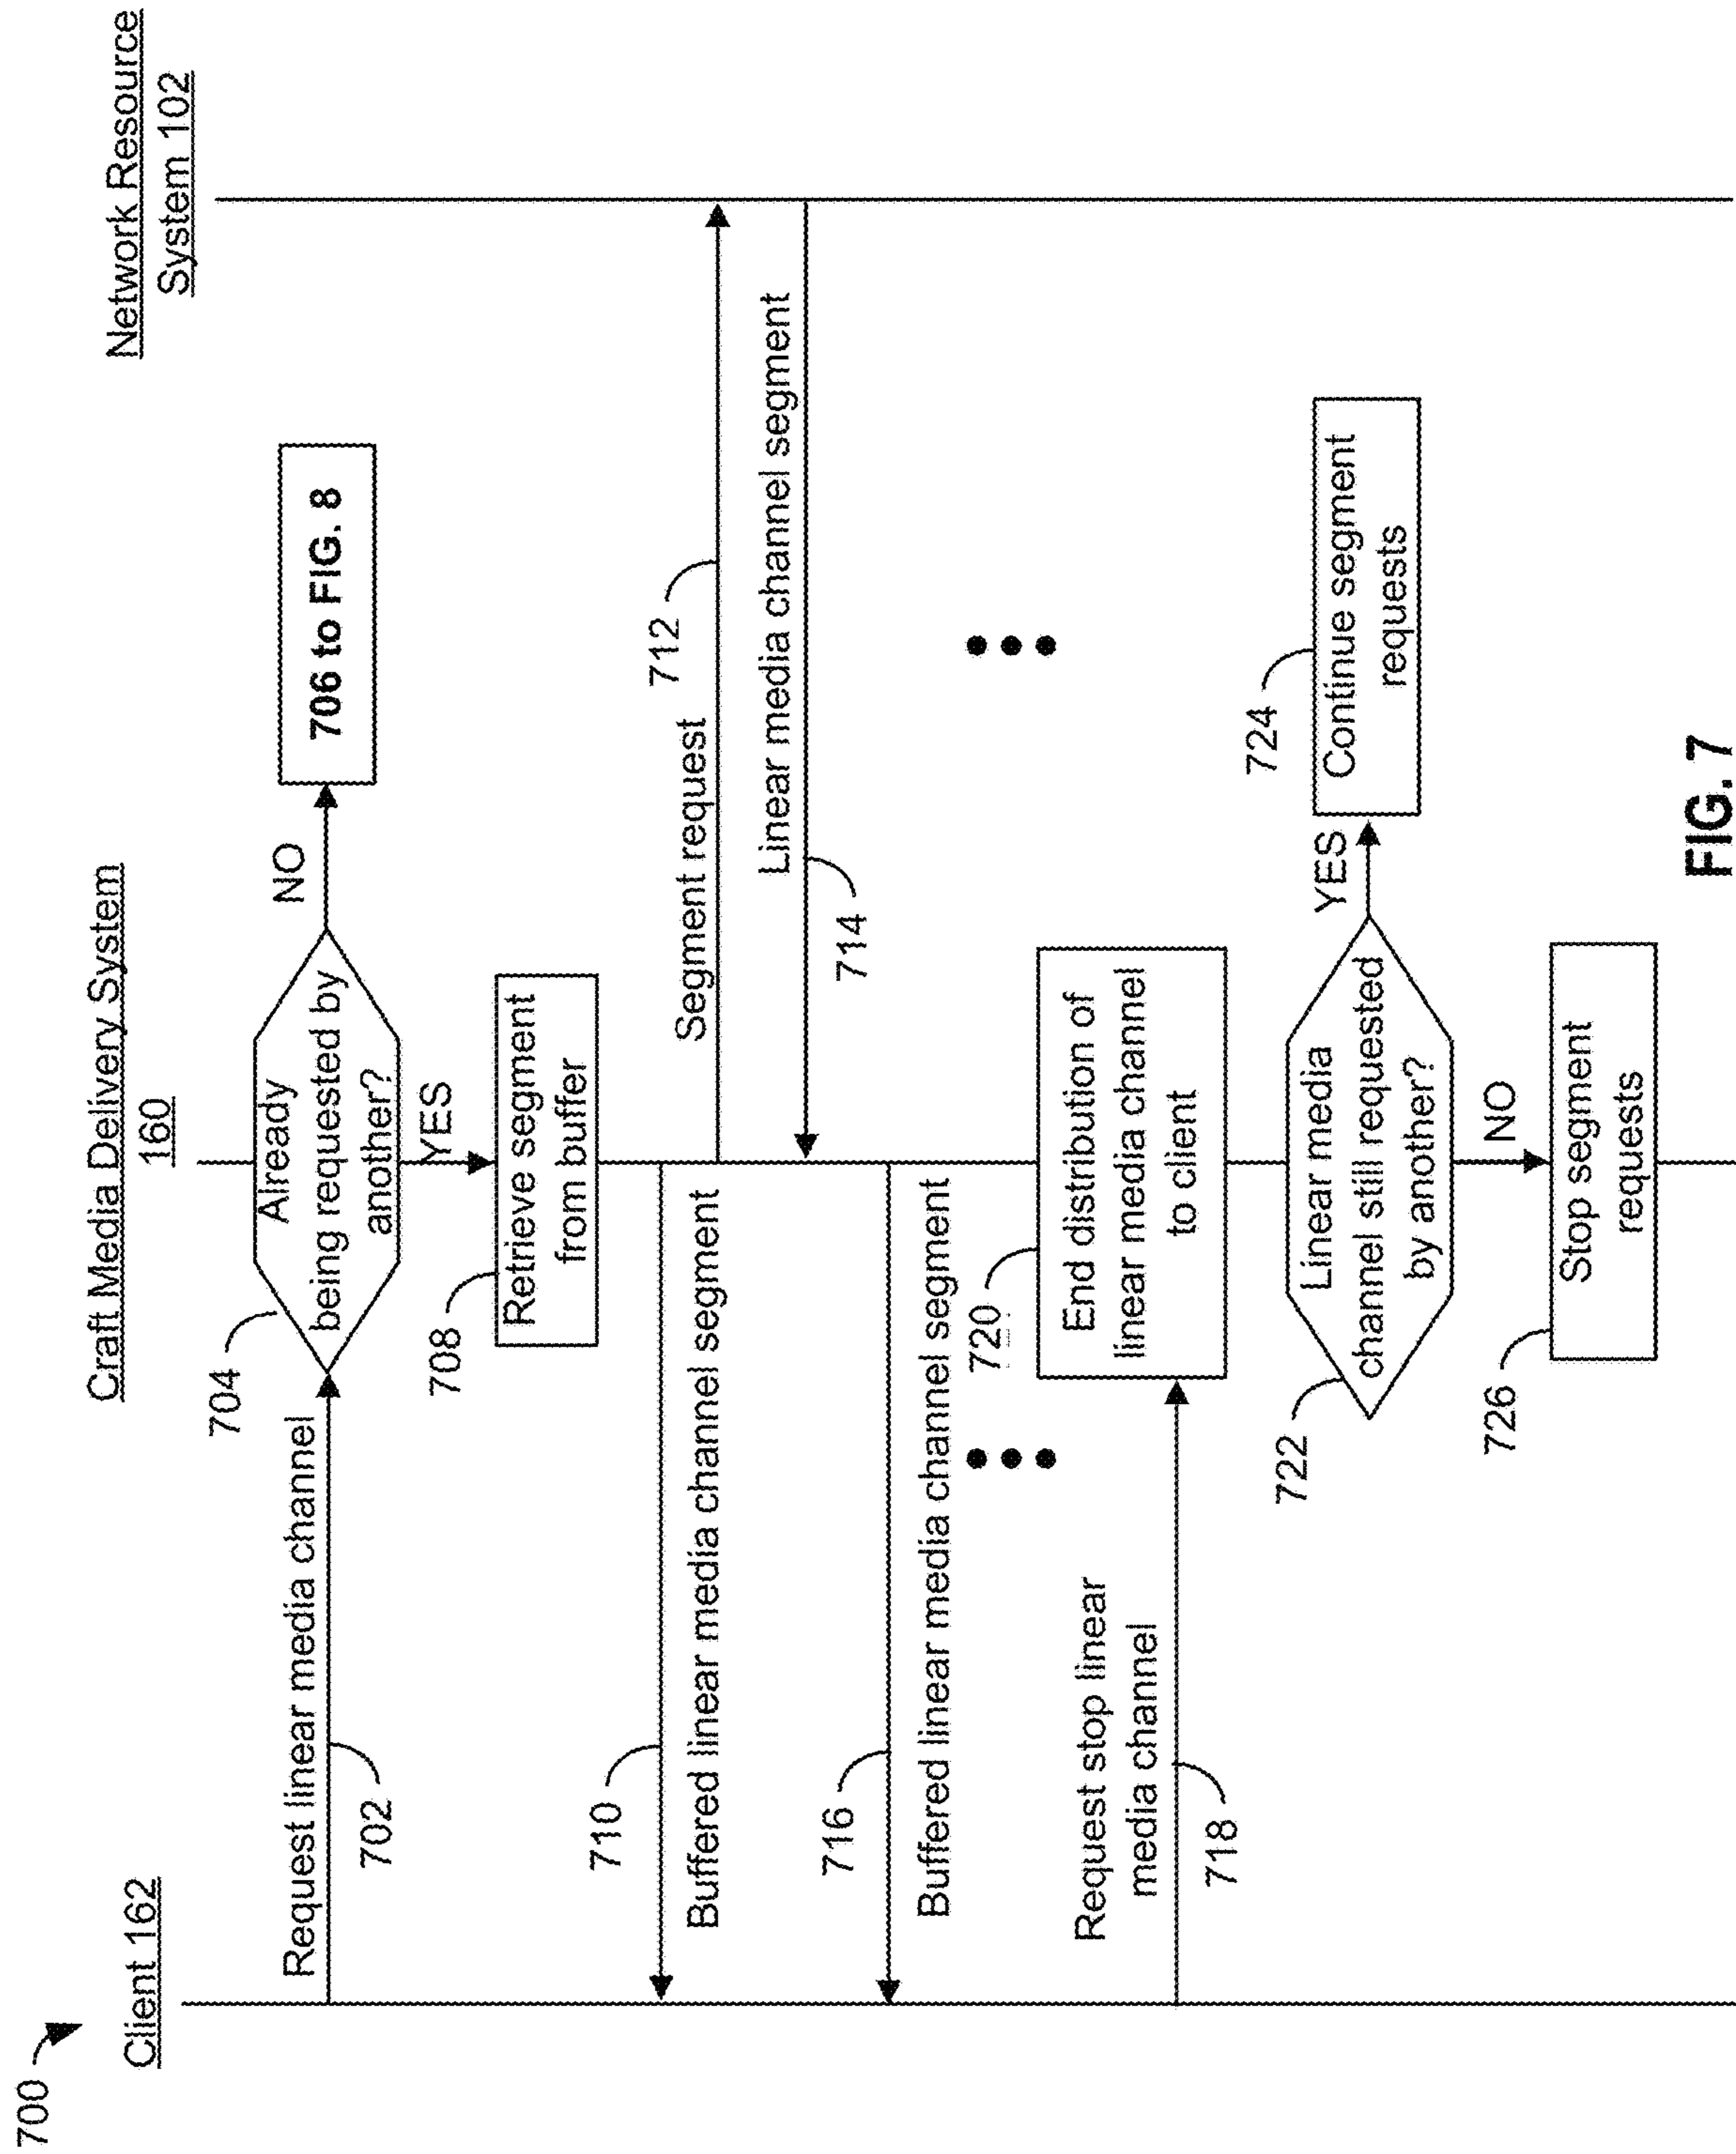 700
Client 162
Craft Media Delivery System
160
Network Resource
System 102
Request linear media channel
702
704
Already
being requested by
another?
NO
706 to FIG. 8
YES
708
Retrieve segment
from buffer
710
Buffered linear media channel segment
Segment request
712
Linear media channel segment
714
716
Buffered linear media channel segment
Request stop linear
media channel
718
720
End distribution of
linear media channel
to client
722
Linear media
channel still requested
by another?
YES
724
Continue segment
requests
NO
726
Stop segment
requests
FIG. 7